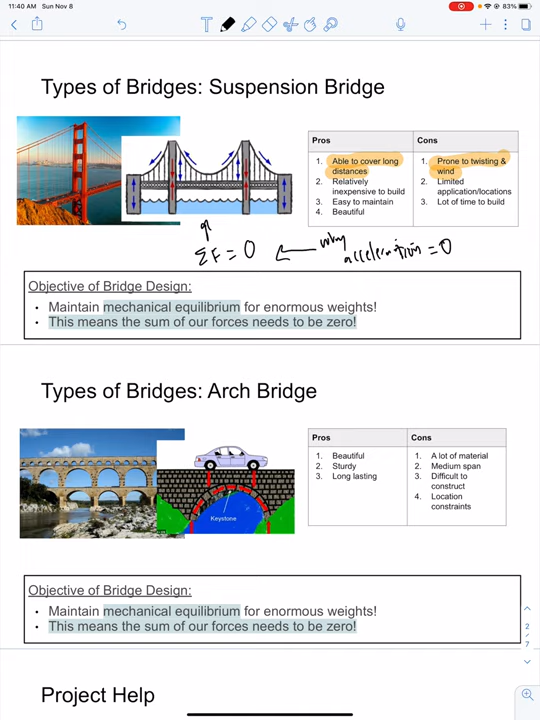 11:40 AM Sun Nov 8
83%
Types of Bridges: Suspension Bridge
Pros
Cons
1. Able to cover long
distances
2. Relatively
inexpensive to build
3. Easy to maintain
4. Beautiful
1. Prone to twisting &
wind
2. Limited
application/locations
3. Lot of time to build
ΣF = 0
why
acceleration = 0
Objective of Bridge Design:
• Maintain mechanical equilibrium for enormous weights!
• This means the sum of our forces needs to be zero!
Types of Bridges: Arch Bridge
Keystone
Pros
Cons
1. Beautiful
2. Sturdy
3. Long lasting
1. A lot of material
2. Medium span
3. Difficult to
construct
4. Location
constraints
Objective of Bridge Design:
• Maintain mechanical equilibrium for enormous weights!
• This means the sum of our forces needs to be zero!
2
/
7
Project Help